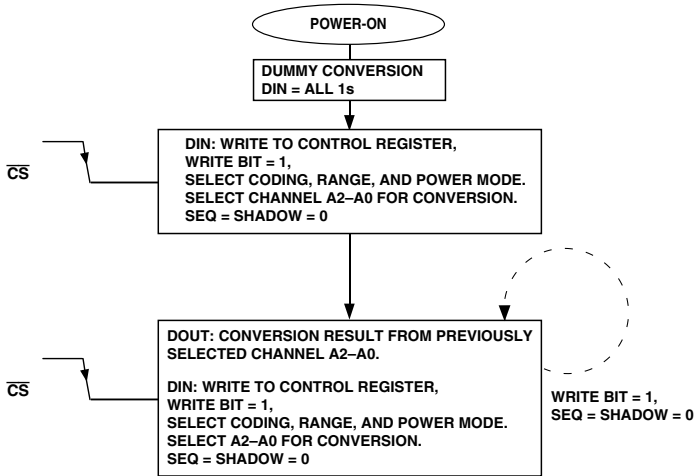 POWER-ON
DUMMY CONVERSION
DIN = ALL 1s
DIN: WRITE TO CONTROL REGISTER,
WRITE BIT = 1,
SELECT CODING, RANGE, AND POWER MODE.
SELECT CHANNEL A2–A0 FOR CONVERSION.
SEQ = SHADOW = 0
CS
DOUT: CONVERSION RESULT FROM PREVIOUSLY
SELECTED CHANNEL A2–A0.
DIN: WRITE TO CONTROL REGISTER,
WRITE BIT = 1,
SELECT CODING, RANGE, AND POWER MODE.
SELECT A2–A0 FOR CONVERSION.
SEQ = SHADOW = 0
CS
WRITE BIT = 1,
SEQ = SHADOW = 0